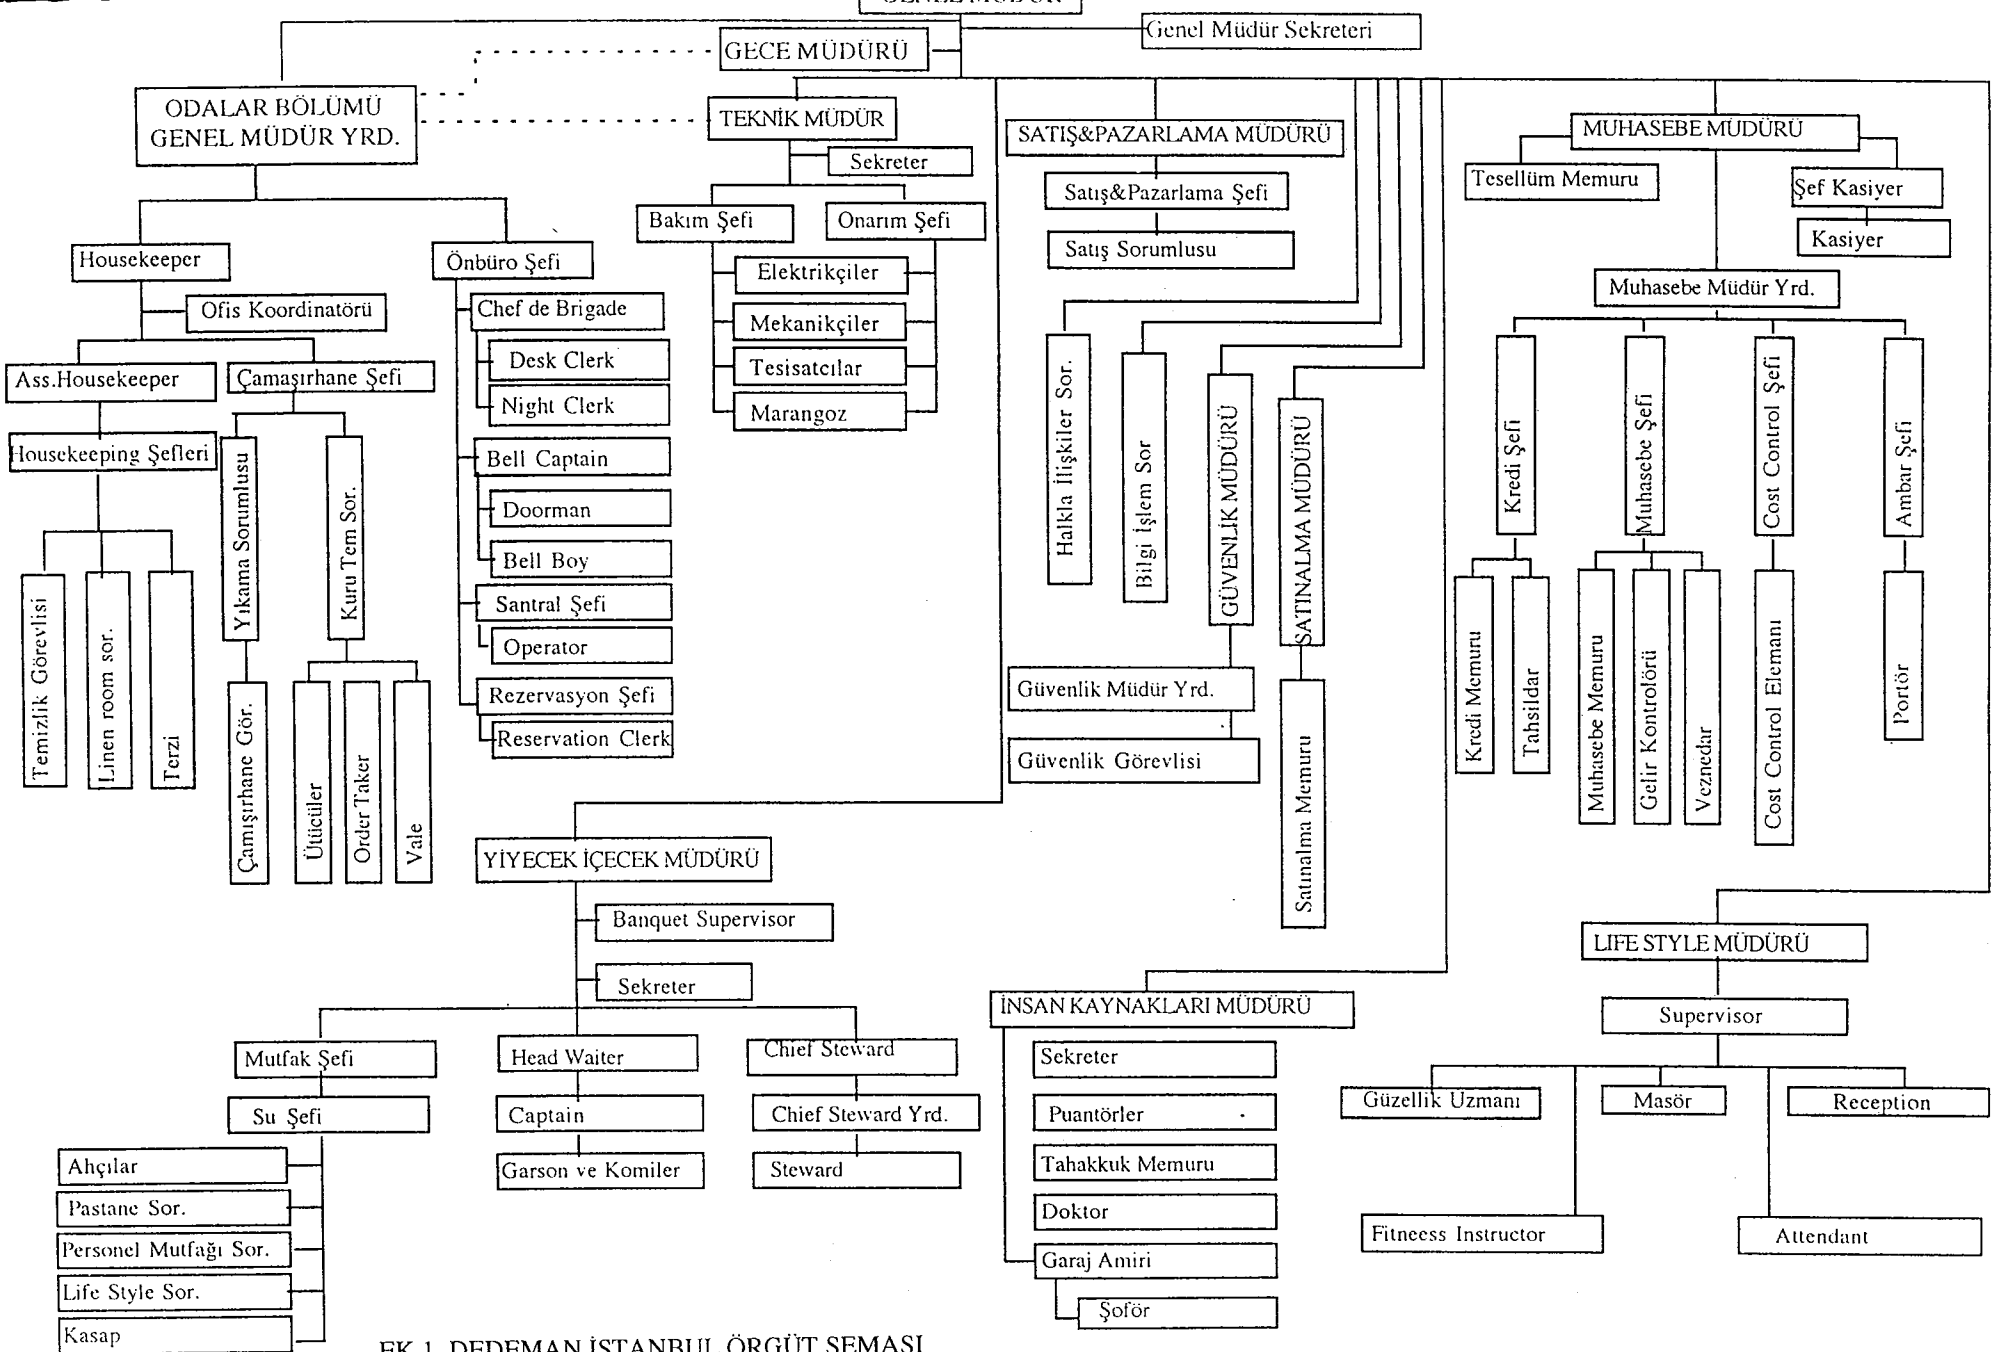 GENEL MÜDÜR
Genel Müdür Sekreteri
GECE MÜDÜRÜ
ODALAR BÖLÜMÜ
GENEL MÜDÜR YRD.
TEKNİK MÜDÜR
Sekreter
Bakım Şefi
Onarım Şefi
Elektrikçiler
Mekanikçiler
Tesisatcılar
Marangoz
SATIŞ&PAZARLAMA MÜDÜRÜ
Satış&Pazarlama Şefi
Satış Sorumlusu
MUHASEBE MÜDÜRÜ
Tesellüm Memuru
Şef Kasiyer
Kasiyer
Muhasebe Müdür Yrd.
Kredi Şefi
Muhasebe Şefi
Cost Control Şefi
Ambar Şefi
Kredi Memuru
Tahsildar
Muhasebe Memuru
Gelir Kontrolörü
Veznedar
Cost Control Elemanı
Portör
Housekeeper
Ofis Koordinatörü
Ass.Housekeeper
Çamaşırhane Şefi
Housekeeping Şefleri
Yıkama Sorumlusu
Kuru Tem Sor.
Temizlik Görevlisi
Linen room sor.
Terzi
Çamışırhane Gör.
Ütücüler
Order Taker
Vale
Önbüro Şefi
Chef de Brigade
Desk Clerk
Night Clerk
Bell Captain
Doorman
Bell Boy
Santral Şefi
Operator
Rezervasyon Şefi
Reservation Clerk
Halkla İlişkiler Sor.
Bilgi İşlem Sor
GÜVENLİK MÜDÜRÜ
SATINALMA MÜDÜRÜ
Güvenlik Müdür Yrd.
Güvenlik Görevlisi
Satınalma Memuru
YİYECEK İÇECEK MÜDÜRÜ
Banquet Supervisor
Sekreter
Mutfak Şefi
Head Waiter
Chief Steward
Su Şefi
Captain
Chief Steward Yrd.
Garson ve Komiler
Steward
Ahçılar
Pastane Sor.
Personel Mutfağı Sor.
Life Style Sor.
Kasap
İNSAN KAYNAKLARI MÜDÜRÜ
Sekreter
Puantörler
Tahakkuk Memuru
Doktor
Garaj Amiri
Şoför
LIFE STYLE MÜDÜRÜ
Supervisor
Güzellik Uzmanı
Masör
Reception
Fitneess Instructor
Attendant
EK 1. DEDEMAN İSTANBUL ÖRGÜT ŞEMASI